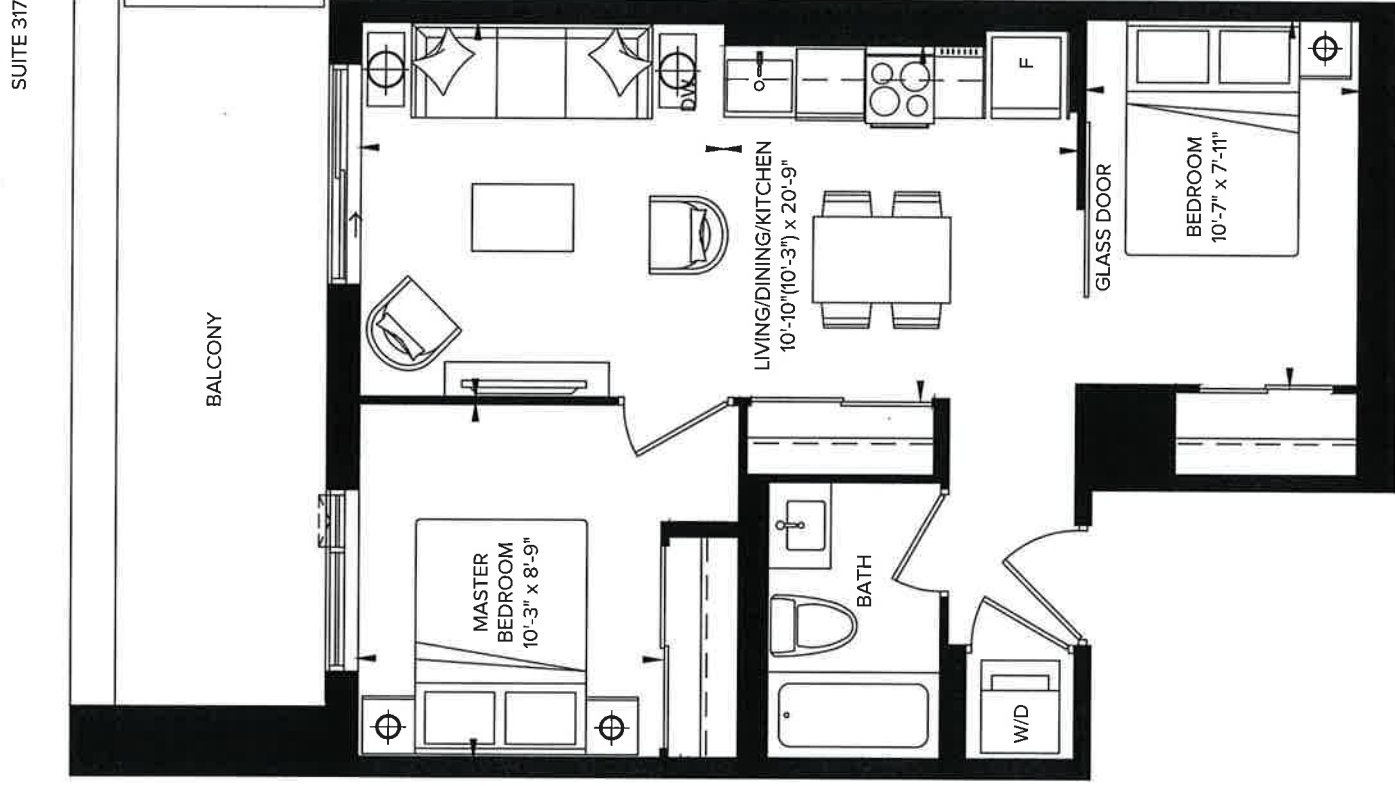 SUITE 317
BALCONY
D.W
F
LIVING/DINING/KITCHEN
10'-10"(10'-3") x 20'-9"
GLASS DOOR
BEDROOM
10'-7" x 7'-11"
MASTER
BEDROOM
10'-3" x 8'-9"
BATH
W/D